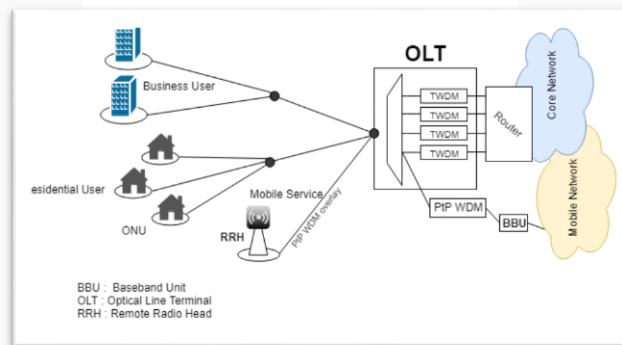 OLT
Business User
TWDM
TWDM
TWDM
TWDM
Router
Core Network
Mobile Network
esidential User
ONU
Mobile Service
RRH
PtP WDM overlay
PtP WDM
BBU
BBU : Baseband Unit
OLT : Optical Line Terminal
RRH : Remote Radio Head